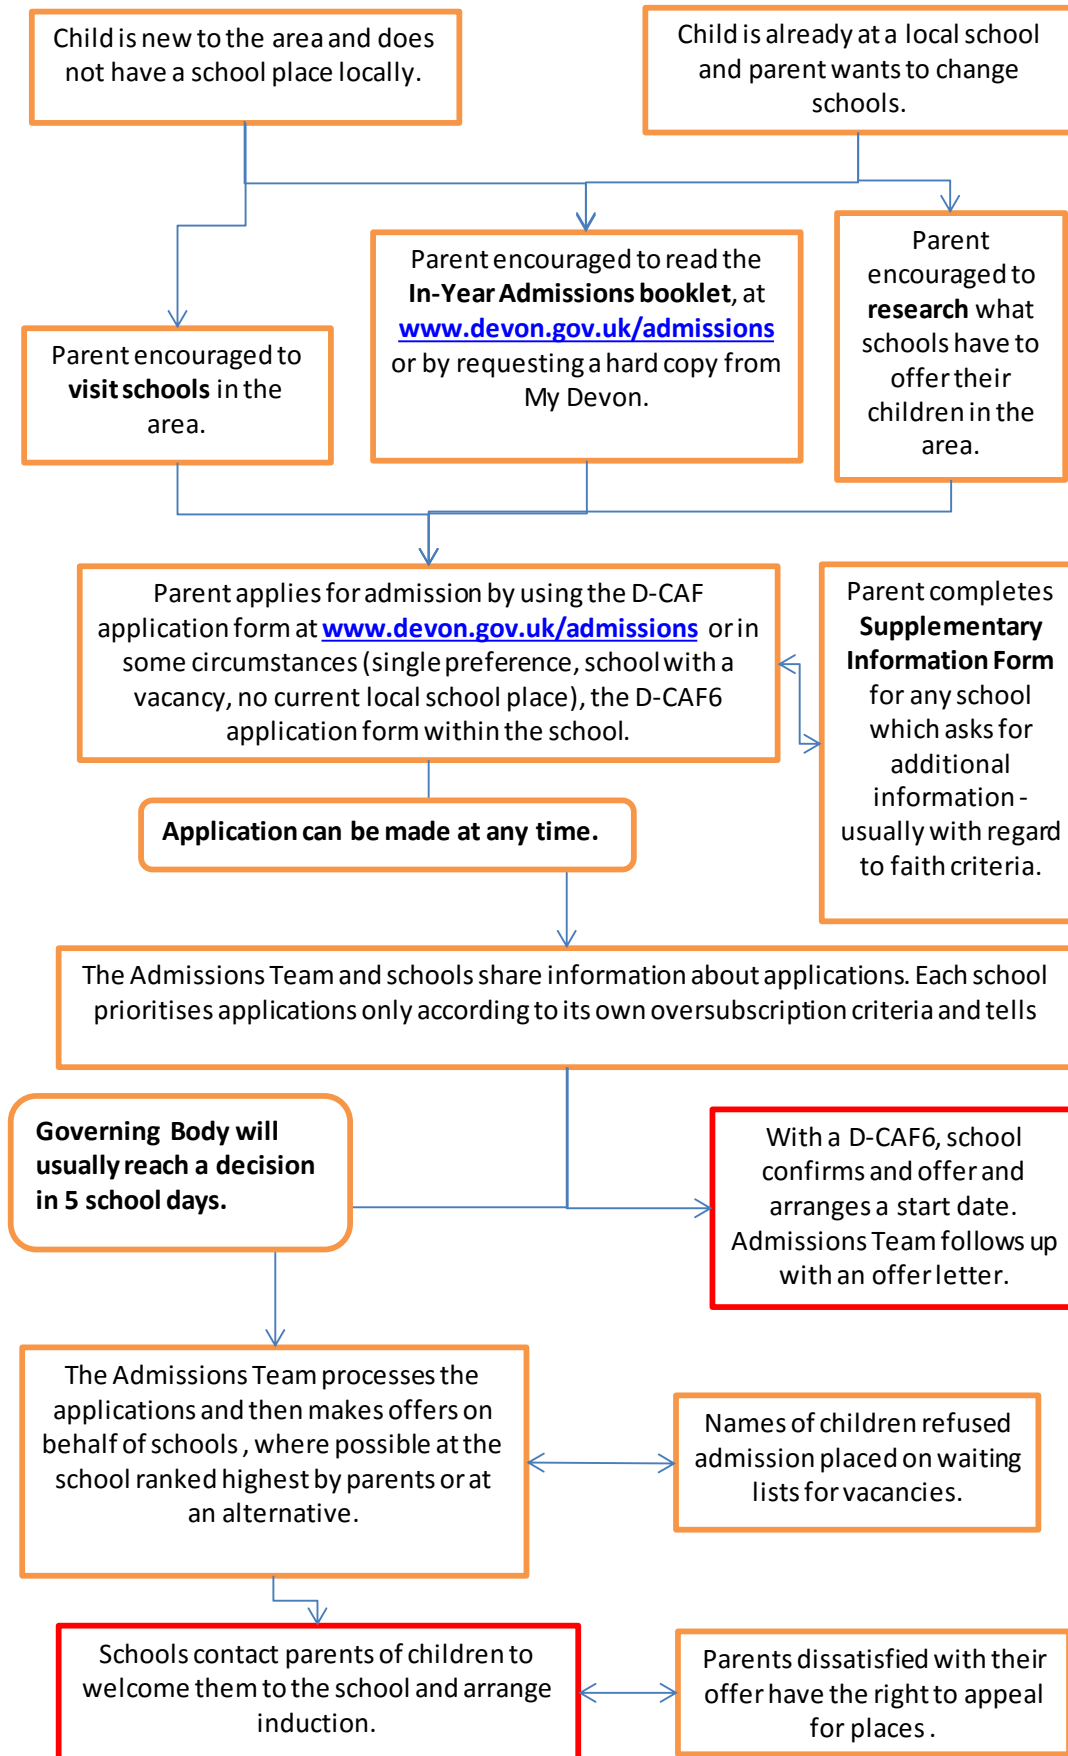 Child is new to the area and does
not have a school place locally.
Child is already at a local school
and parent wants to change
schools.
Parent encouraged to
visit schools in the
area.
Parent encouraged to read the
In-Year Admissions booklet, at
www.devon.gov.uk/admissions
or by requesting a hard copy from
My Devon.
Parent
encouraged to
research what
schools have to
offer their
children in the
area.
Parent applies for admission by using the D-CAF
application form at www.devon.gov.uk/admissions or in
some circumstances (single preference, school with a
vacancy, no current local school place), the D-CAF6
application form within the school.
Parent completes
Supplementary
Information Form
for any school
which asks for
additional
information -
usually with regard
to faith criteria.
Application can be made at any time.
The Admissions Team and schools share information about applications. Each school
prioritises applications only according to its own oversubscription criteria and tells
Governing Body will
usually reach a decision
in 5 school days.
With a D-CAF6, school
confirms and offer and
arranges a start date.
Admissions Team follows up
with an offer letter.
The Admissions Team processes the
applications and then makes offers on
behalf of schools , where possible at the
school ranked highest by parents or at
an alternative.
Names of children refused
admission placed on waiting
lists for vacancies.
Schools contact parents of children to
welcome them to the school and arrange
induction.
Parents dissatisfied with their
offer have the right to appeal
for places .